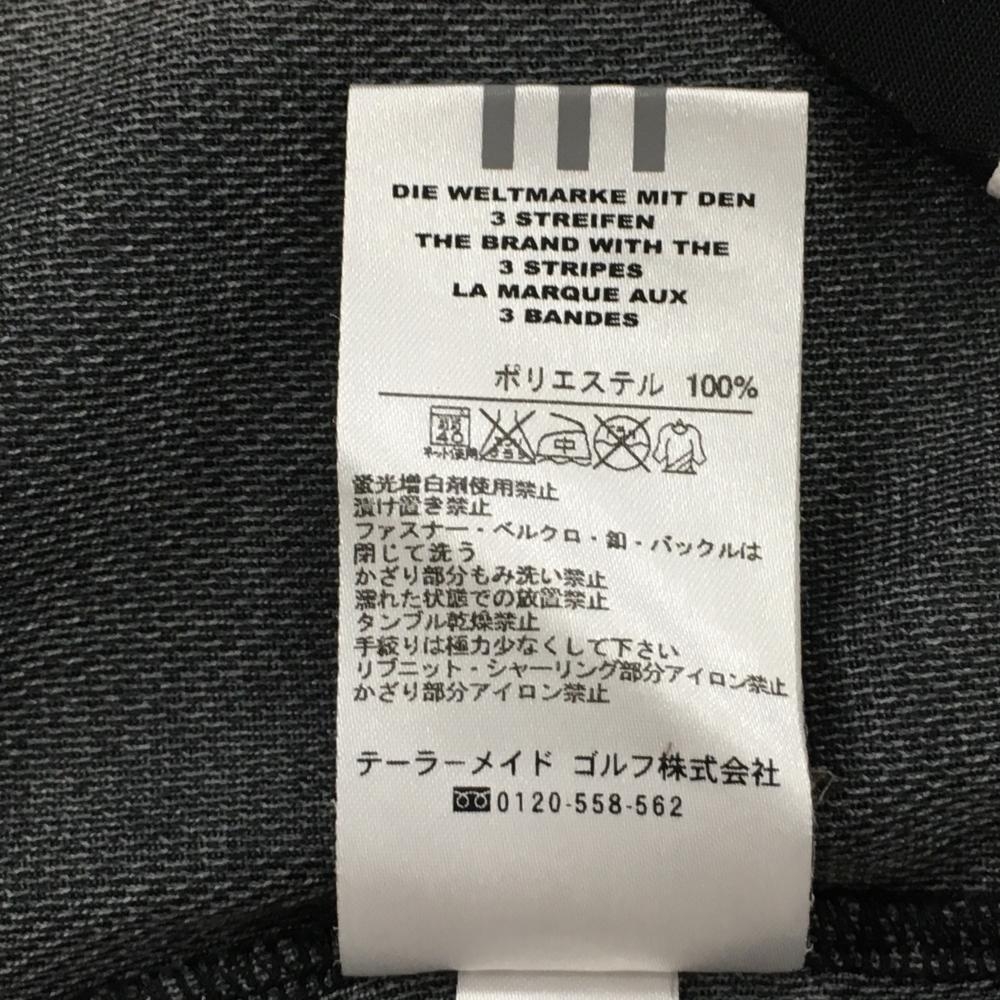 DIE WELTMARKE MIT DEN
3 STREIFEN
THE BRAND WITH THE
3 STRIPES
LA MARQUE AUX
3 BANDES
ポリエステル 100%
40 中
ネット使用
蛍光増白剤使用禁止
漬け置き禁止
ファスナー・ベルクロ・釦・バックルは
閉じて洗う
かざり部分もみ洗い禁止
濡れた状態での放置禁止
タンブル乾燥禁止
手絞りは極力少なくして下さい
リブニット・シャーリング部分アイロン禁止
かざり部分アイロン禁止
テーラーメイド ゴルフ株式会社
0120-558-562